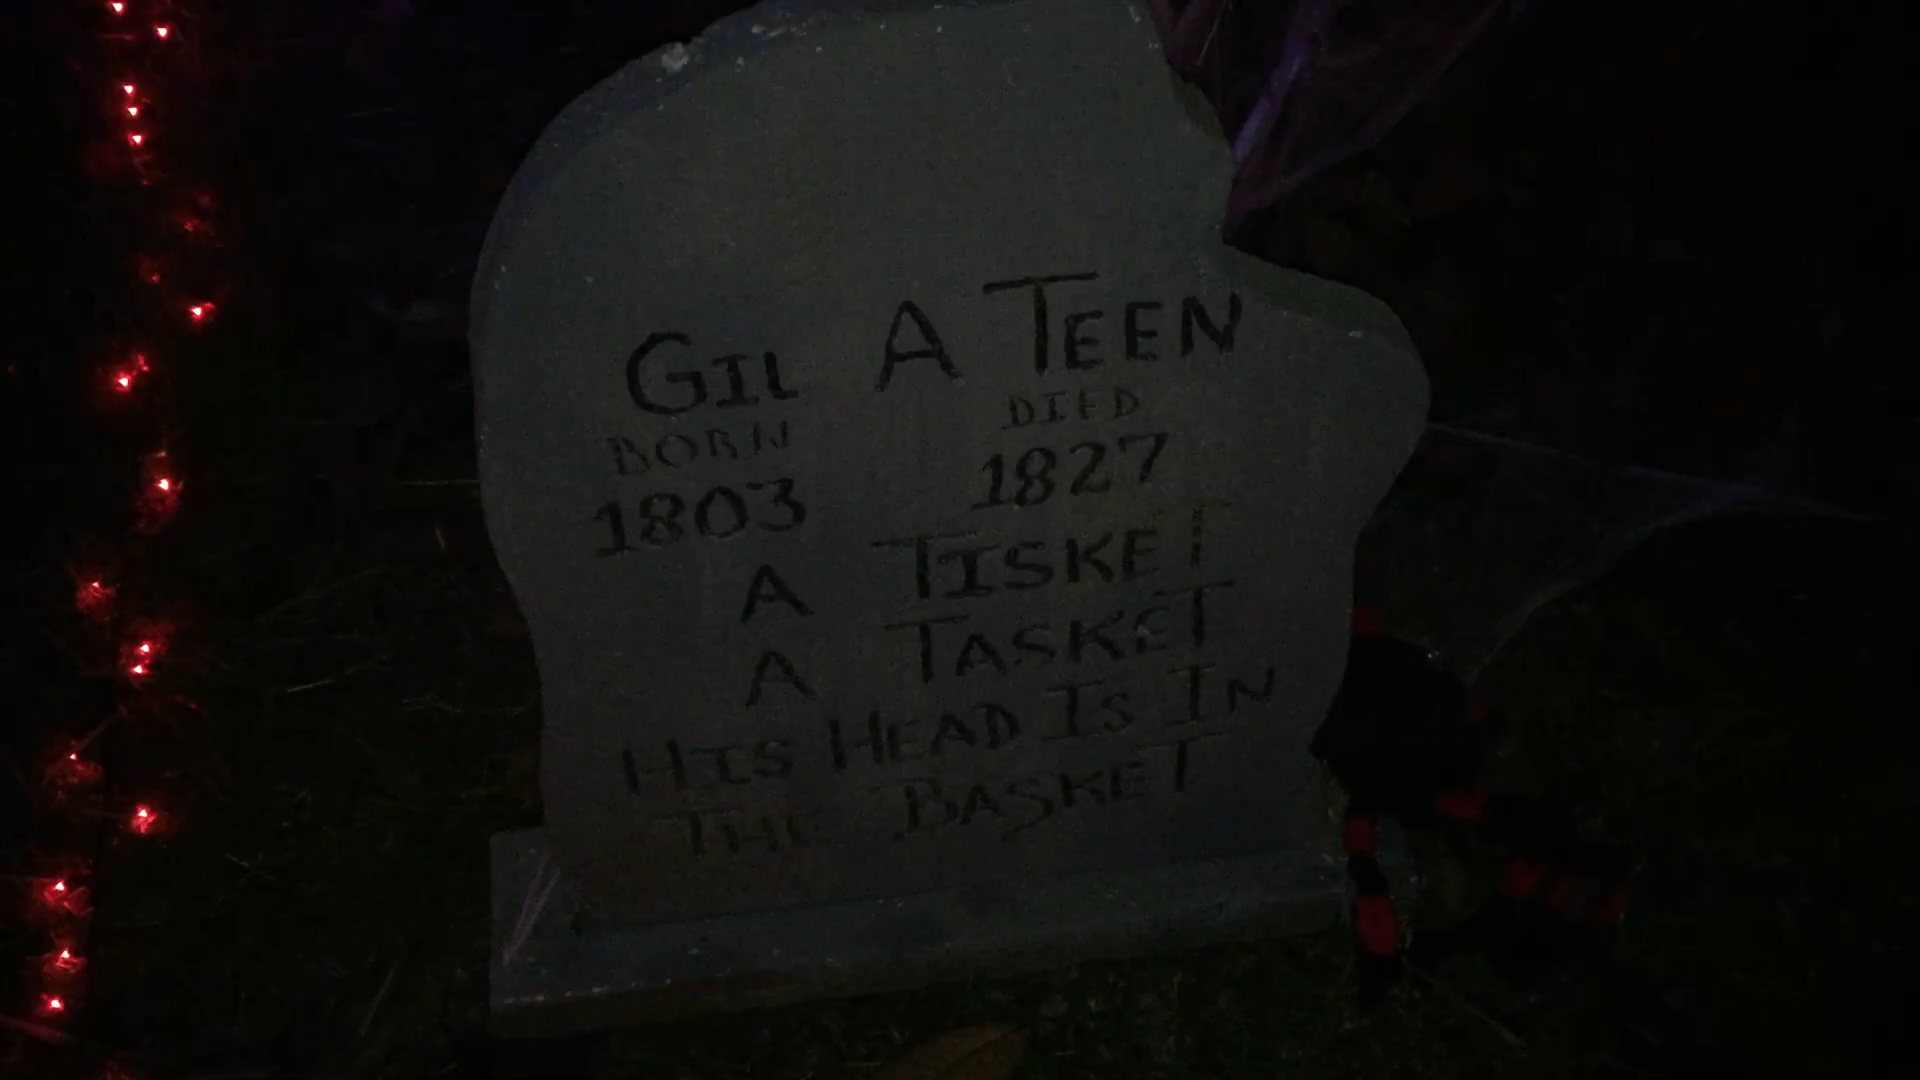 GIL A TEEN
BORN DIED
1803 1827
A TISKET
A TASKET
HIS HEAD IS IN
THE BASKET